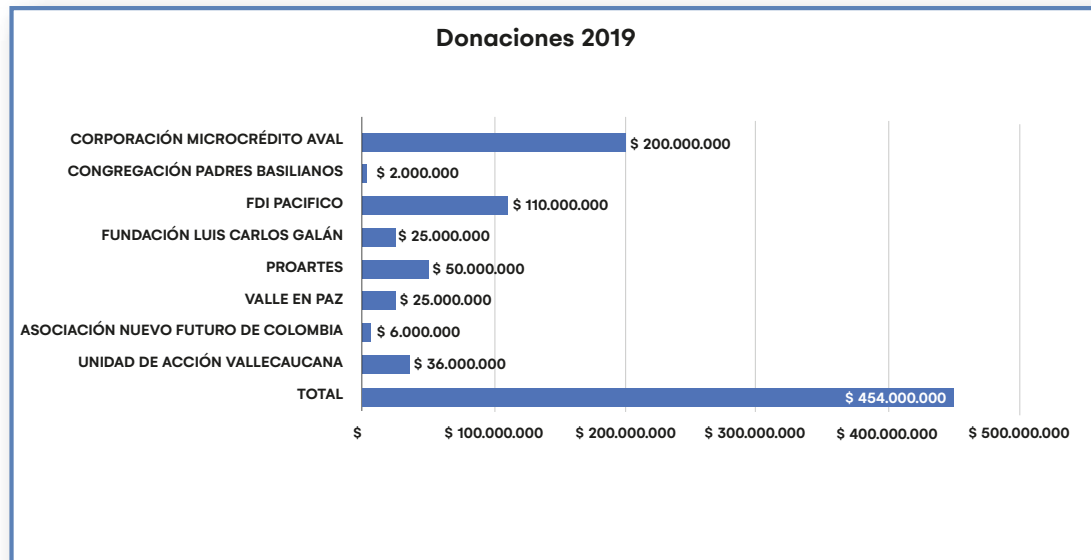 Donaciones 2019
CORPORACIÓN MICROCRÉDITO AVAL $ 200.000.000
CONGREGACIÓN PADRES BASILIANOS $ 2.000.000
FDI PACIFICO $ 110.000.000
FUNDACIÓN LUIS CARLOS GALÁN $ 25.000.000
PROARTES $ 50.000.000
VALLE EN PAZ $ 25.000.000
ASOCIACIÓN NUEVO FUTURO DE COLOMBIA $ 6.000.000
UNIDAD DE ACCIÓN VALLECAUCANA $ 36.000.000
TOTAL $ 454.000.000
$ $ 100.000.000 $ 200.000.000 $ 300.000.000 $ 400.000.000 $ 500.000.000